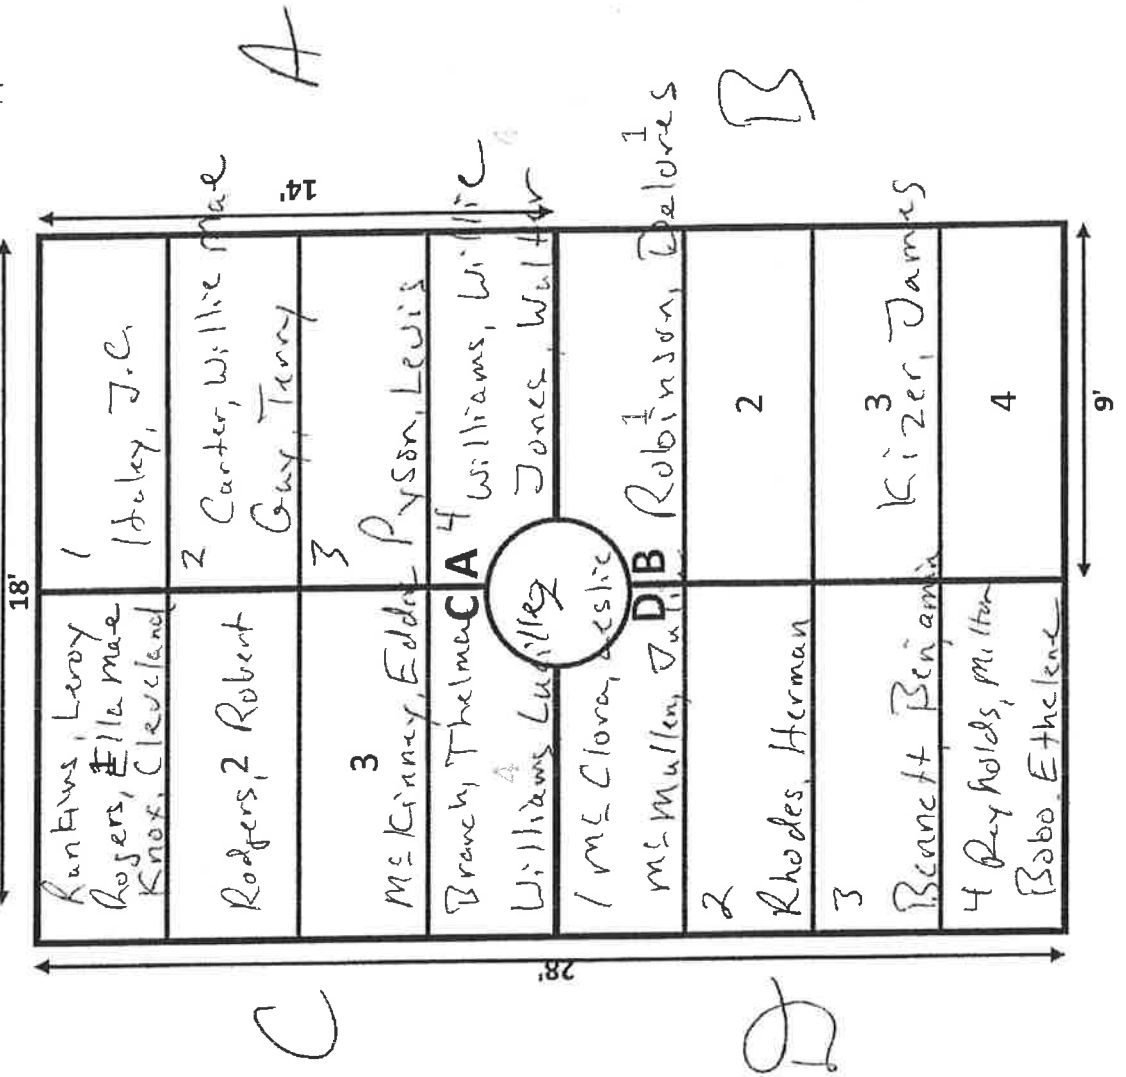 18'
Rankins, Leroy
Rogers, Ella mae
Knox, Cleveland
1
Haley, J.C.
A
C
Rodgers, 2 Robert
2 Carter, Willie mae
Guy, Terry
14'
3
McKinney, Eddie
3
Pyson, Lewis
Branch, Thelma
Williams
4 Williams, Willie
Jones, Walter
C A
D B
28'
1 McClora, Leslie
McMullen,
1
Robinson, Delores
1
2
Rhodes, Herman
2
B
D
3
Bennett Benjamin
3
Kizer, James
4 Reynolds, Milton
Bobo, Ethelene
4
9'